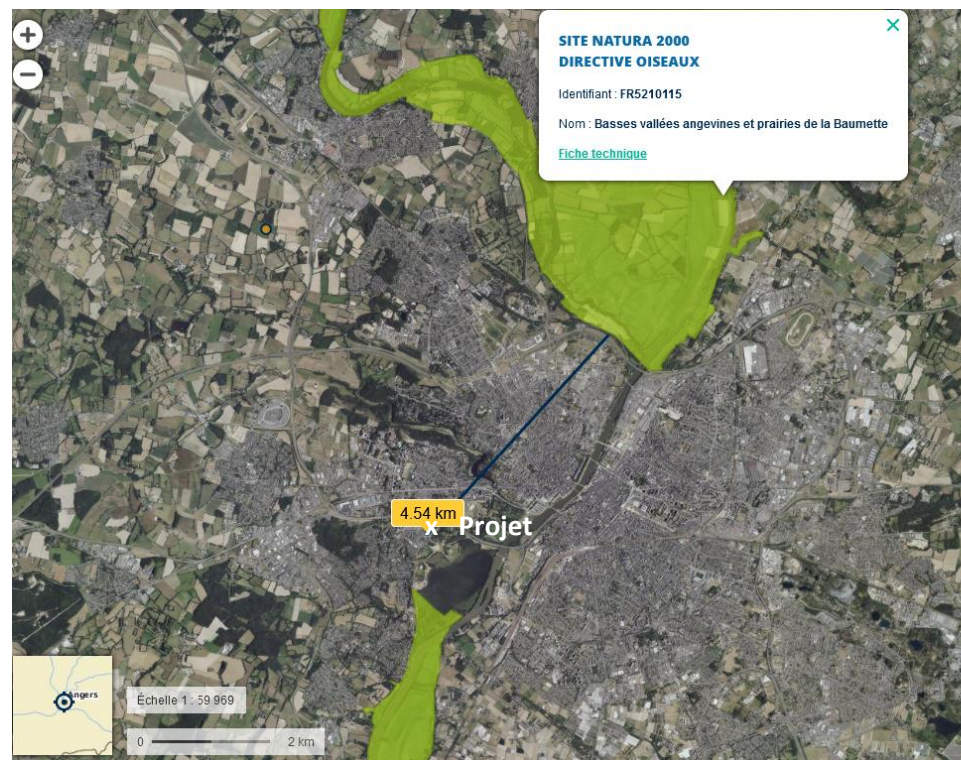 +
−
×
SITE NATURA 2000
DIRECTIVE OISEAUX
Identifiant : FR5210115
Nom : Basses vallées angevines et prairies de la Baumette
Fiche technique
4.54 km
x Projet
Angers
Échelle 1 : 59 969
0 2 km